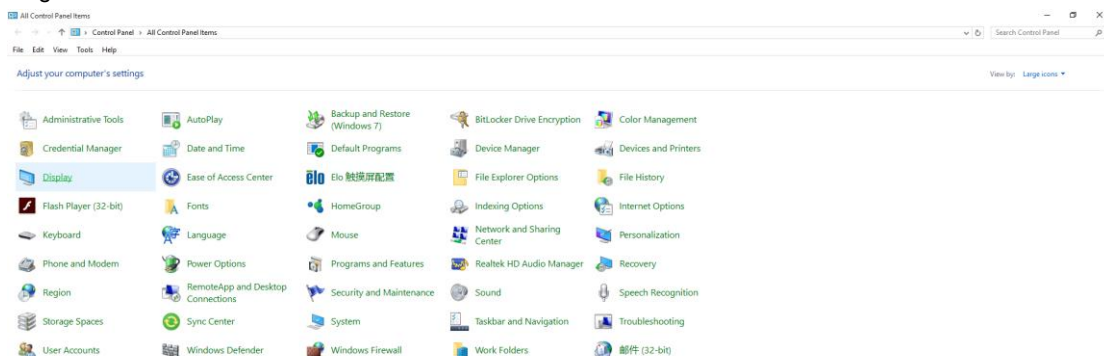 All Control Panel Items
Control Panel > All Control Panel Items
Search Control Panel
File Edit View Tools Help
Adjust your computer's settings
View by: Large icons
Administrative Tools
AutoPlay
Backup and Restore
(Windows 7)
BitLocker Drive Encryption
Color Management
Credential Manager
Date and Time
Default Programs
Device Manager
Devices and Printers
Display
Ease of Access Center
elo
Elo 触摸屏配置
File Explorer Options
File History
Flash Player (32-bit)
Fonts
HomeGroup
Indexing Options
Internet Options
Keyboard
Language
Mouse
Network and Sharing
Center
Personalization
Phone and Modem
Power Options
Programs and Features
Realtek HD Audio Manager
Recovery
Region
RemoteApp and Desktop
Connections
Security and Maintenance
Sound
Speech Recognition
Storage Spaces
Sync Center
System
Taskbar and Navigation
Troubleshooting
User Accounts
Windows Defender
Windows Firewall
Work Folders
邮件 (32-bit)